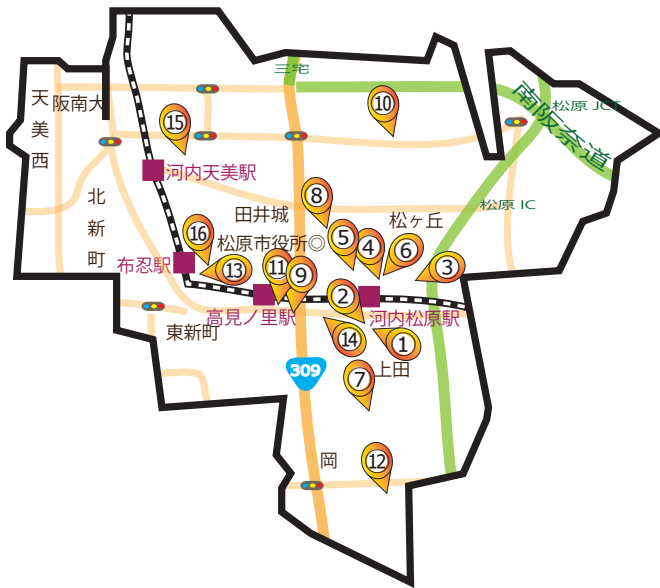 三宅
天美西
阪南大
⑩
南阪奈道
松原 JCT
⑮
河内天美駅
北新町
⑧
松原 IC
田井城
松ヶ丘
⑯
松原市役所◎
⑤
④
⑥
布忍駅
⑬
⑪
⑨
③
②
高見ノ里駅
河内松原駅
東新町
⑭
①
309
⑦
上田
岡
⑫